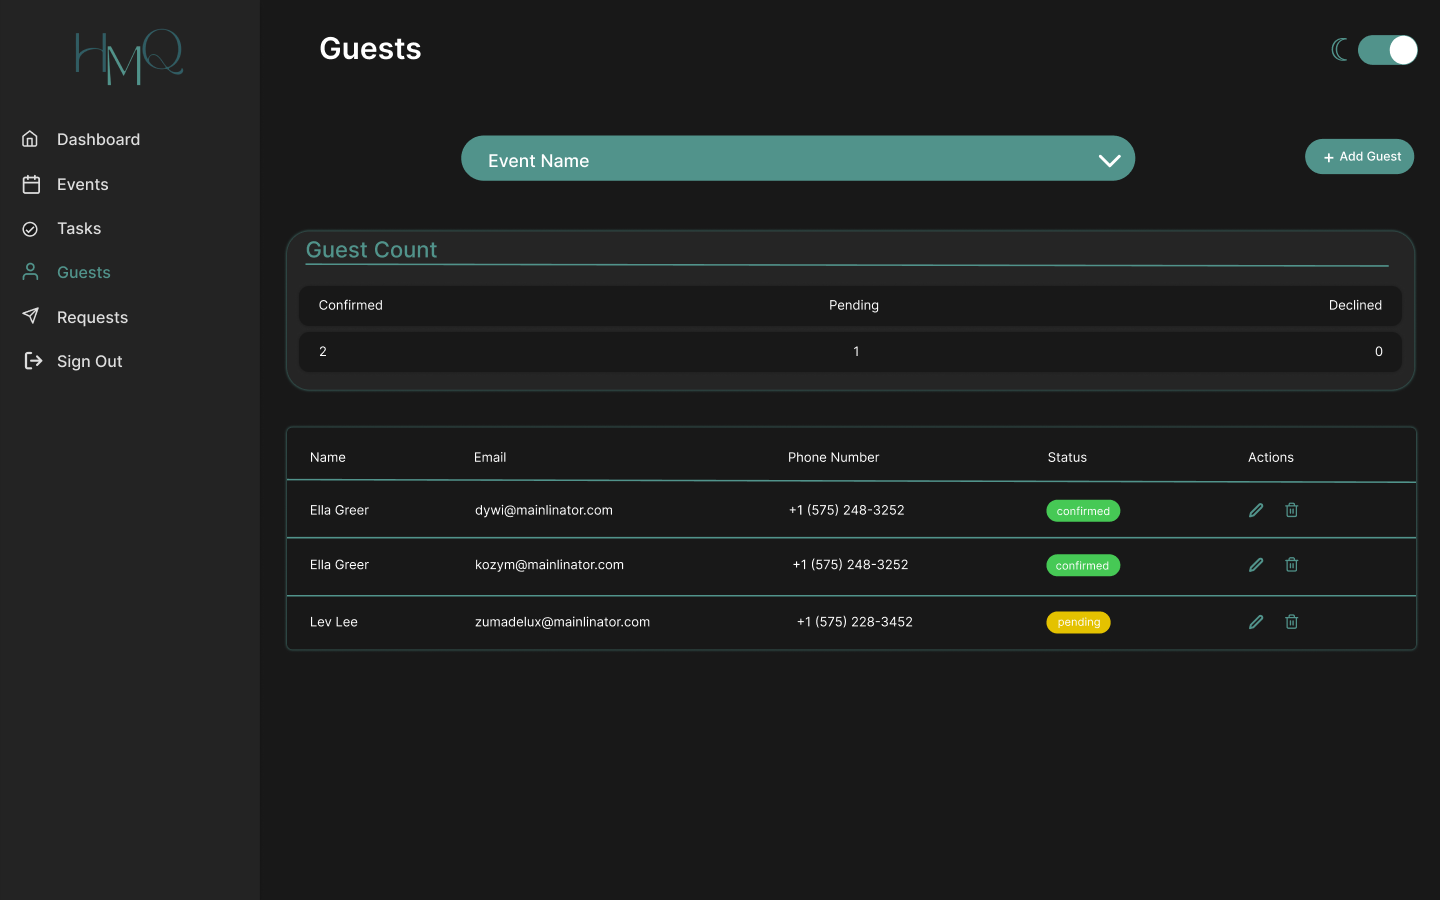 HMQ
Guests
Dashboard
Events
Tasks
Guests
Requests
Sign Out
Event Name
+ Add Guest
Guest Count
Confirmed Pending Declined
2 1 0
Name Email Phone Number Status Actions
Ella Greer dywi@mainlinator.com +1 (575) 248-3252 confirmed
Ella Greer kozym@mainlinator.com +1 (575) 248-3252 confirmed
Lev Lee zumadelux@mainlinator.com +1 (575) 228-3452 pending